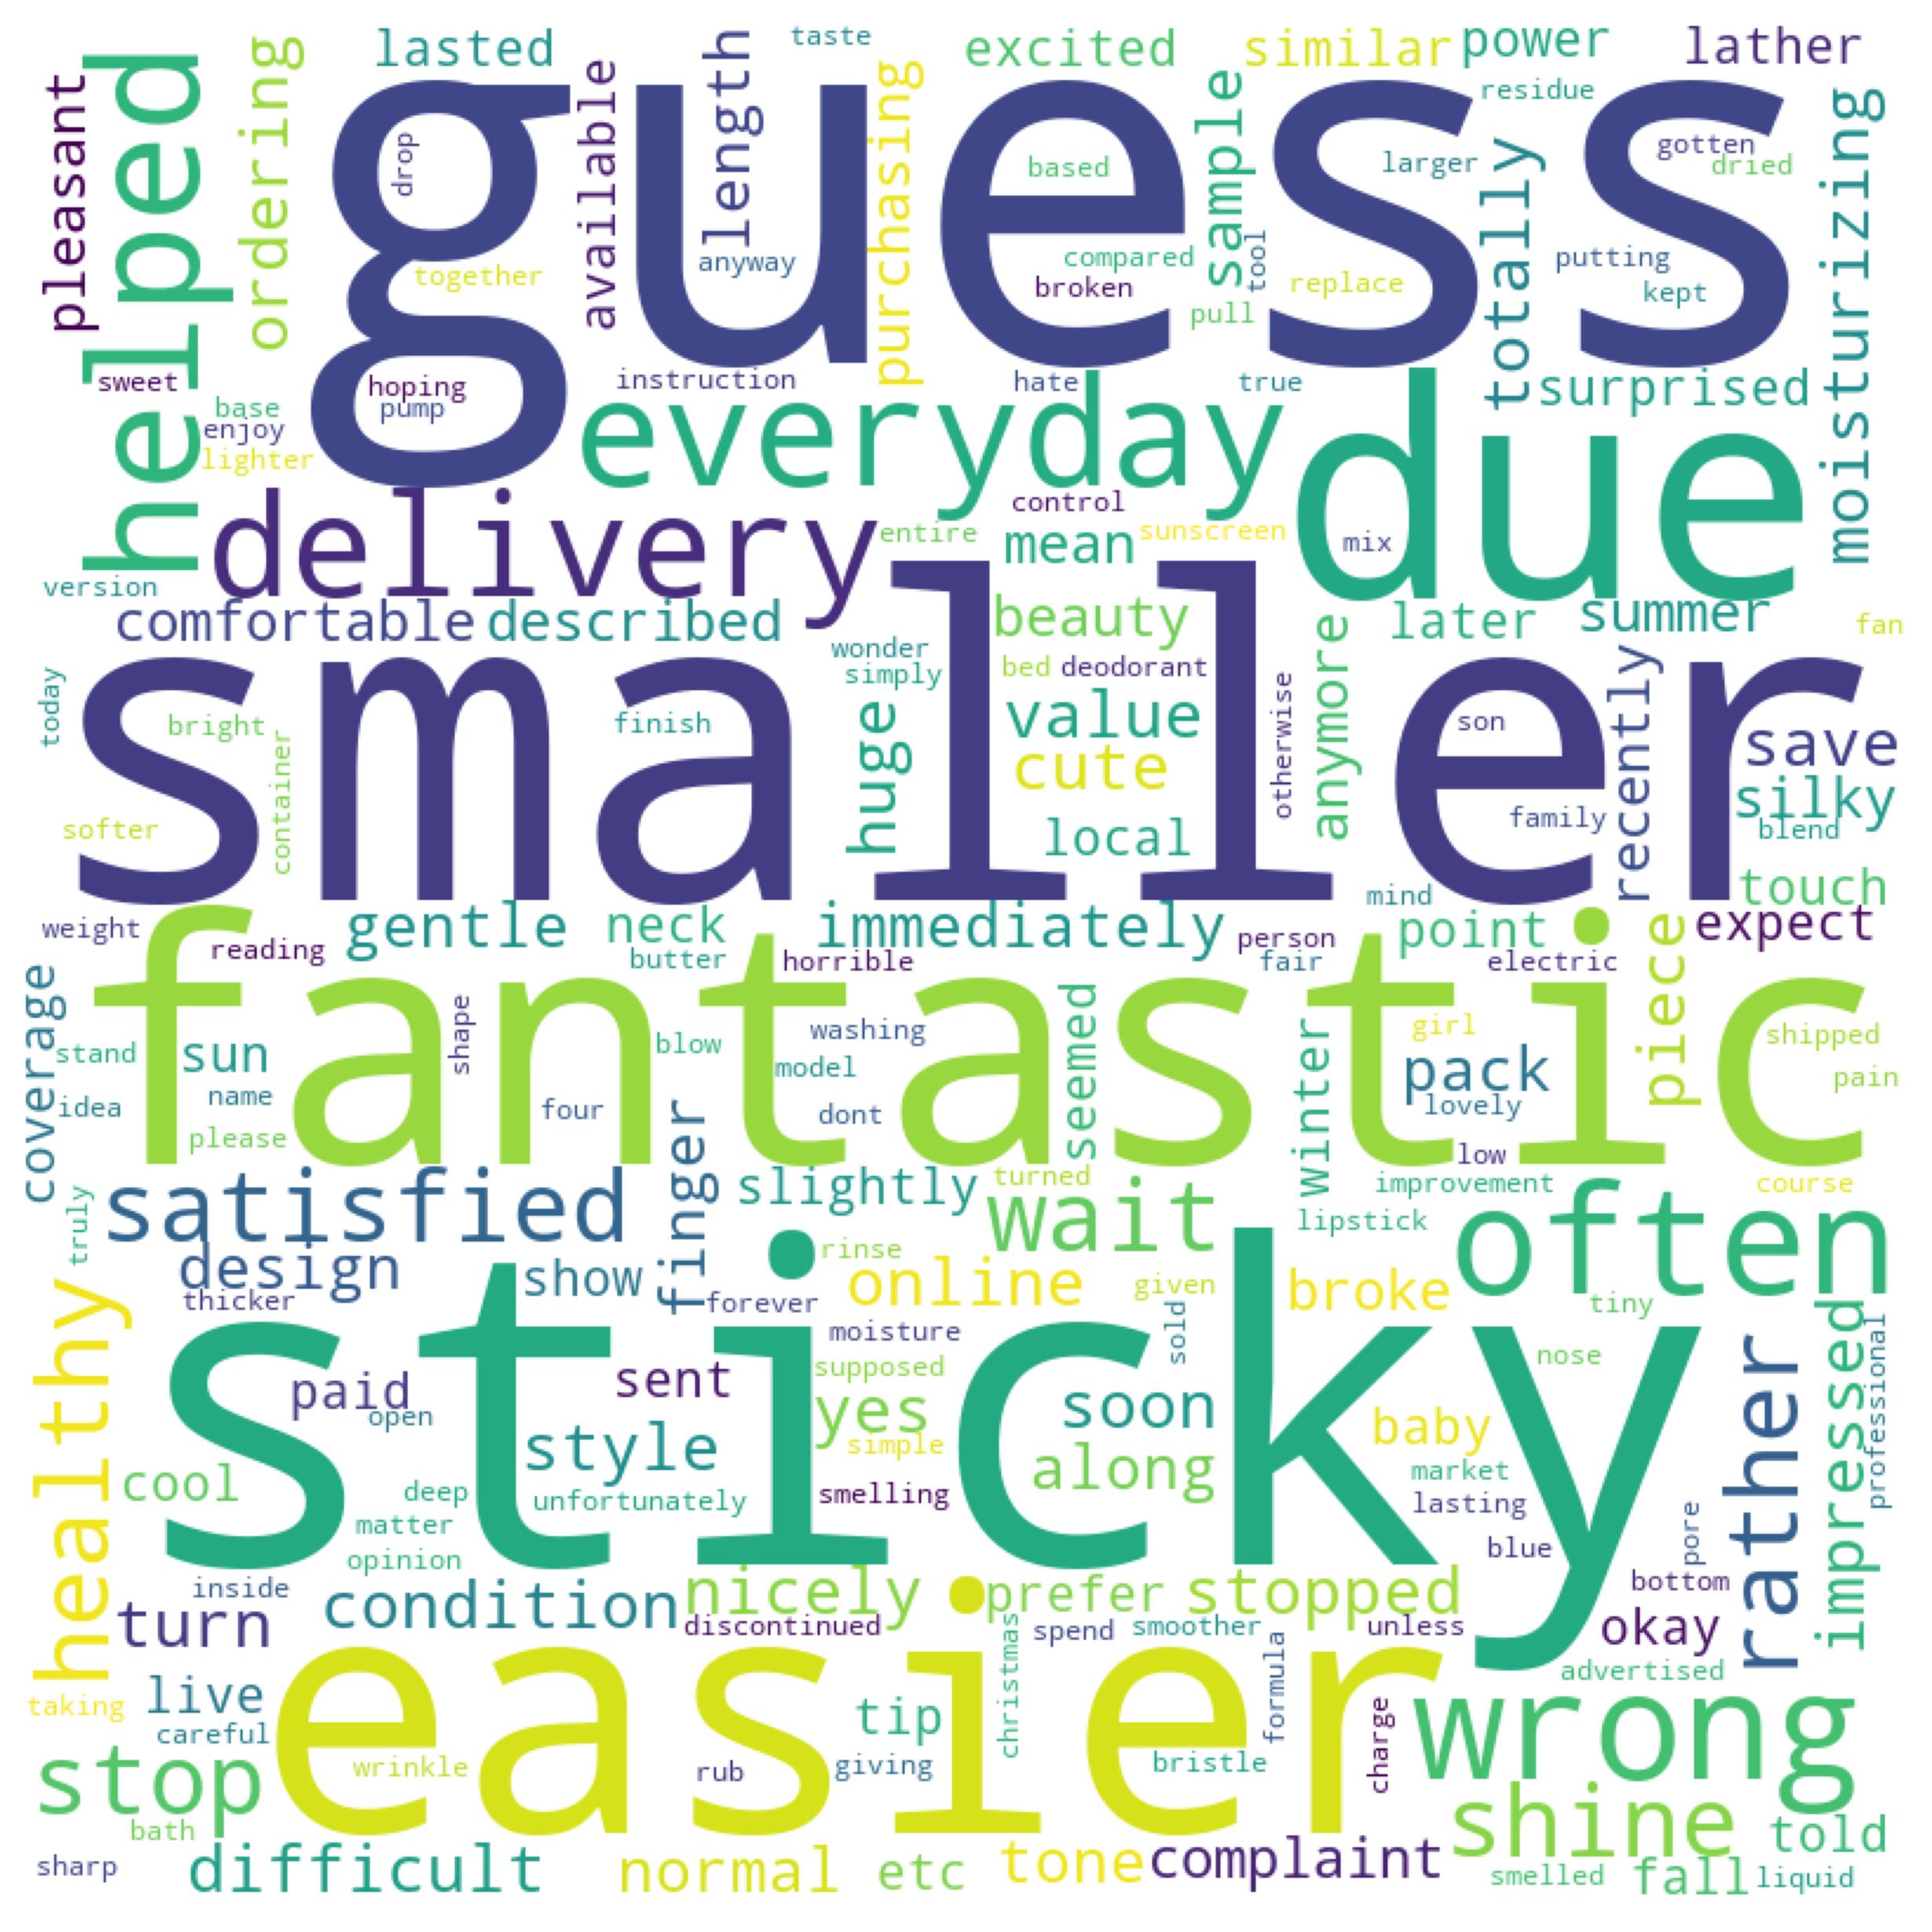 lasted
taste
excited
similar
power
lather
pleasant
helped
ordering
guess
drop
available
length
al
purchasing
based
sample
larger
residue
totally
gotten
dried
moisturizing
together
anyway
compared
broken
tool
pull
replace
putting
kept
sweet
hoping
pump
instruction
hate
true
surprised
base
enjoy
lighter
everyday
due
delivery
control
entire
mean
sunscreen
mix
version
comfortable
described
beauty
later
summer
fan
wonder
simply
bed
deodorant
anymore
recently
smaller
today
bright
container
finish
huge
value
cute
otherwise
son
save
silky
blend
softer
local
family
mind
touch
weight
reading
gentle
neck
butter
immediately
horrible
person
fair
point
electric
piece
expect
coverage
fantastic
stand
sun
shape
blow
washing
model
seemed
winter
girl
pack
lovely
shipped
pain
idea
name
please
four
dont
low
finger
truly
satisfied
slightly
turned
wait
improvement
lipstick
course
often
design
thicker
show
forever
rinse
online
given
broke
tiny
healthy
sticky
moisture
sold
impressed
professional
rather
paid
open
sent
supposed
yes
simple
soon
baby
nose
style
along
market
lasting
cool
deep
unfortunately
smelling
matter
opinion
blue
pore
inside
condition
nicely
prefer
stopped
bottom
turn
discontinued
christmas
spend
smoother
unless
okay
easier
formula
advertised
taking
live
careful
tip
charge
wrong
stop
wrinkle
rub
giving
bristle
bath
shine
told
sharp
difficult
normal
etc
tone
complaint
smelled
fall
liquid